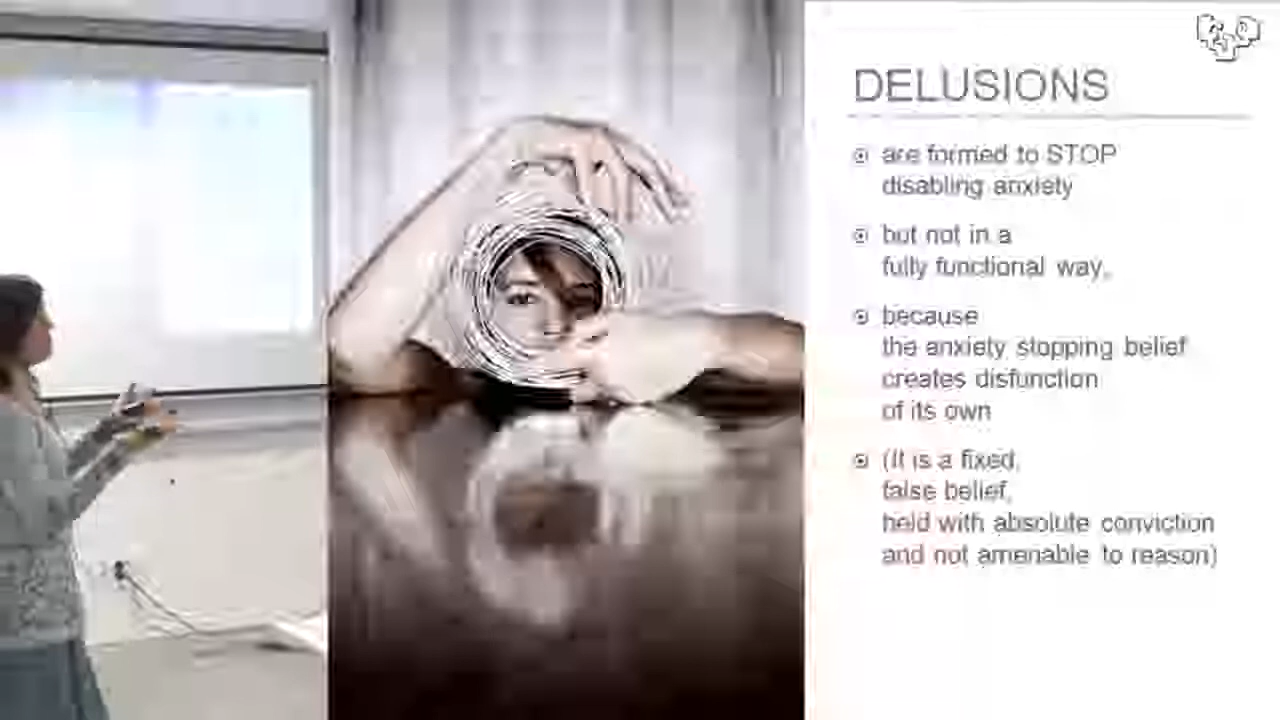 DELUSIONS
are formed to STOP
disabling anxiety
but not in a
fully functional way,
because
the anxiety stopping belief
creates disfunction
of its own
(It is a fixed,
false belief,
held with absolute conviction
and not amenable to reason)